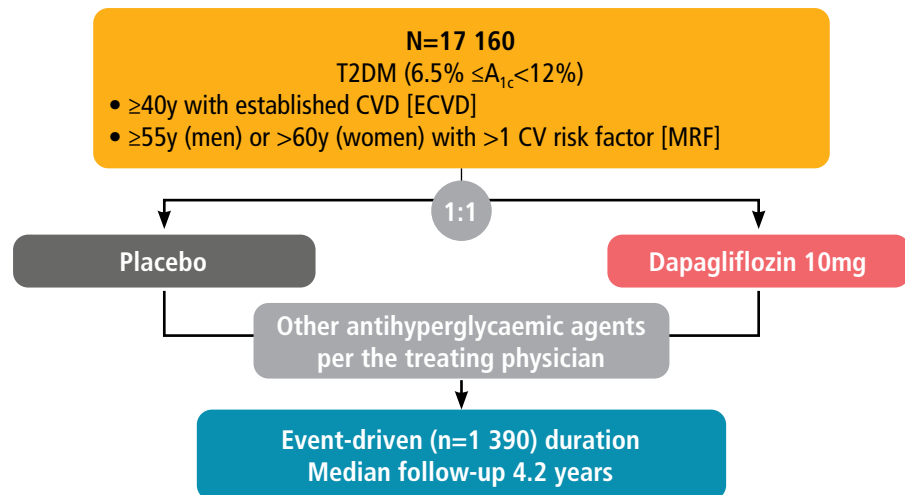 N=17 160
T2DM (6.5% ≤A1c<12%)
• ≥40y with established CVD [ECVD]
• ≥55y (men) or >60y (women) with >1 CV risk factor [MRF]
1:1
Placebo
Dapagliflozin 10mg
Other antihyperglycaemic agents
per the treating physician
Event-driven (n=1 390) duration
Median follow-up 4.2 years